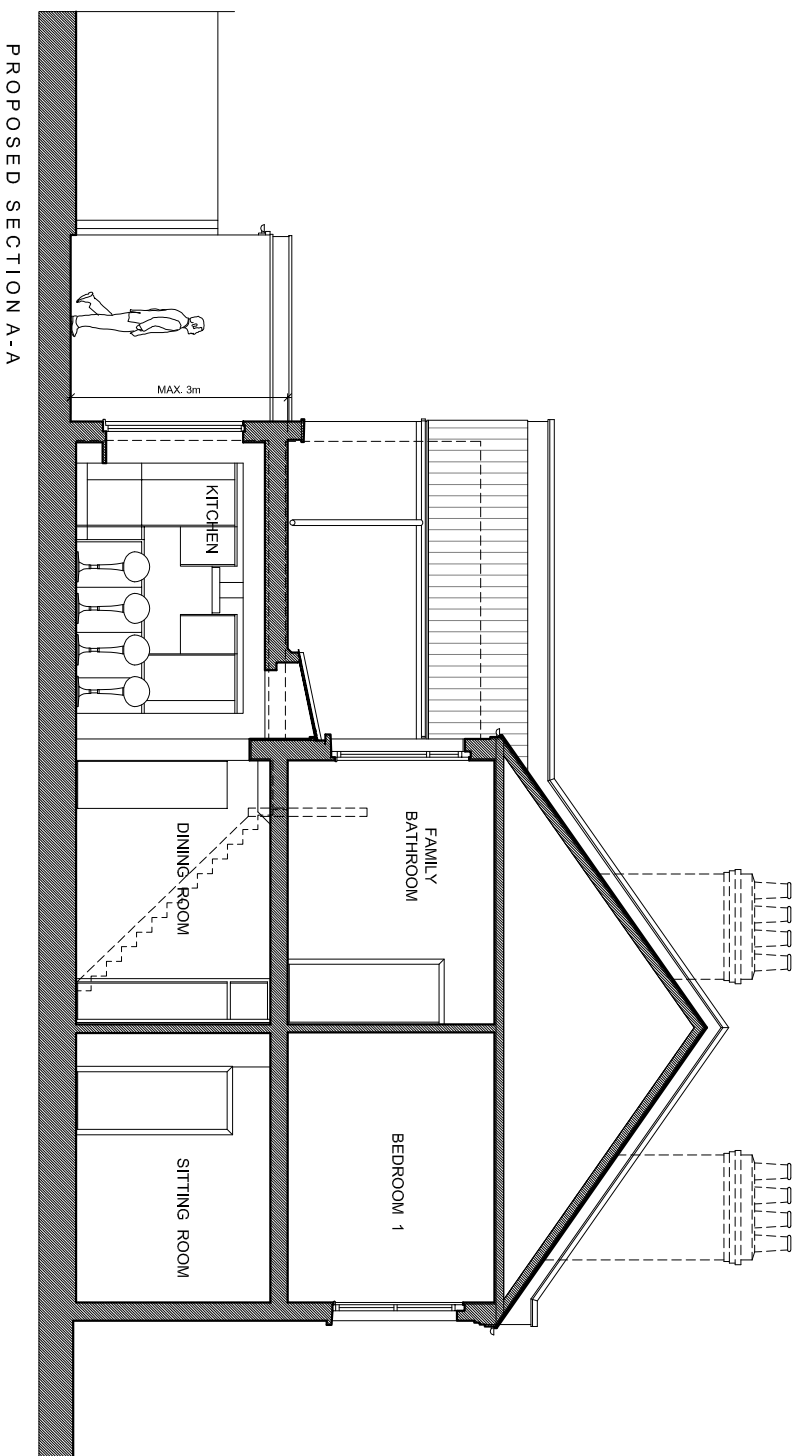 MAX. 3m
KITCHEN
DINING ROOM
FAMILY
BATHROOM
SITTING ROOM
BEDROOM 1
PROPOSED SECTION A-A